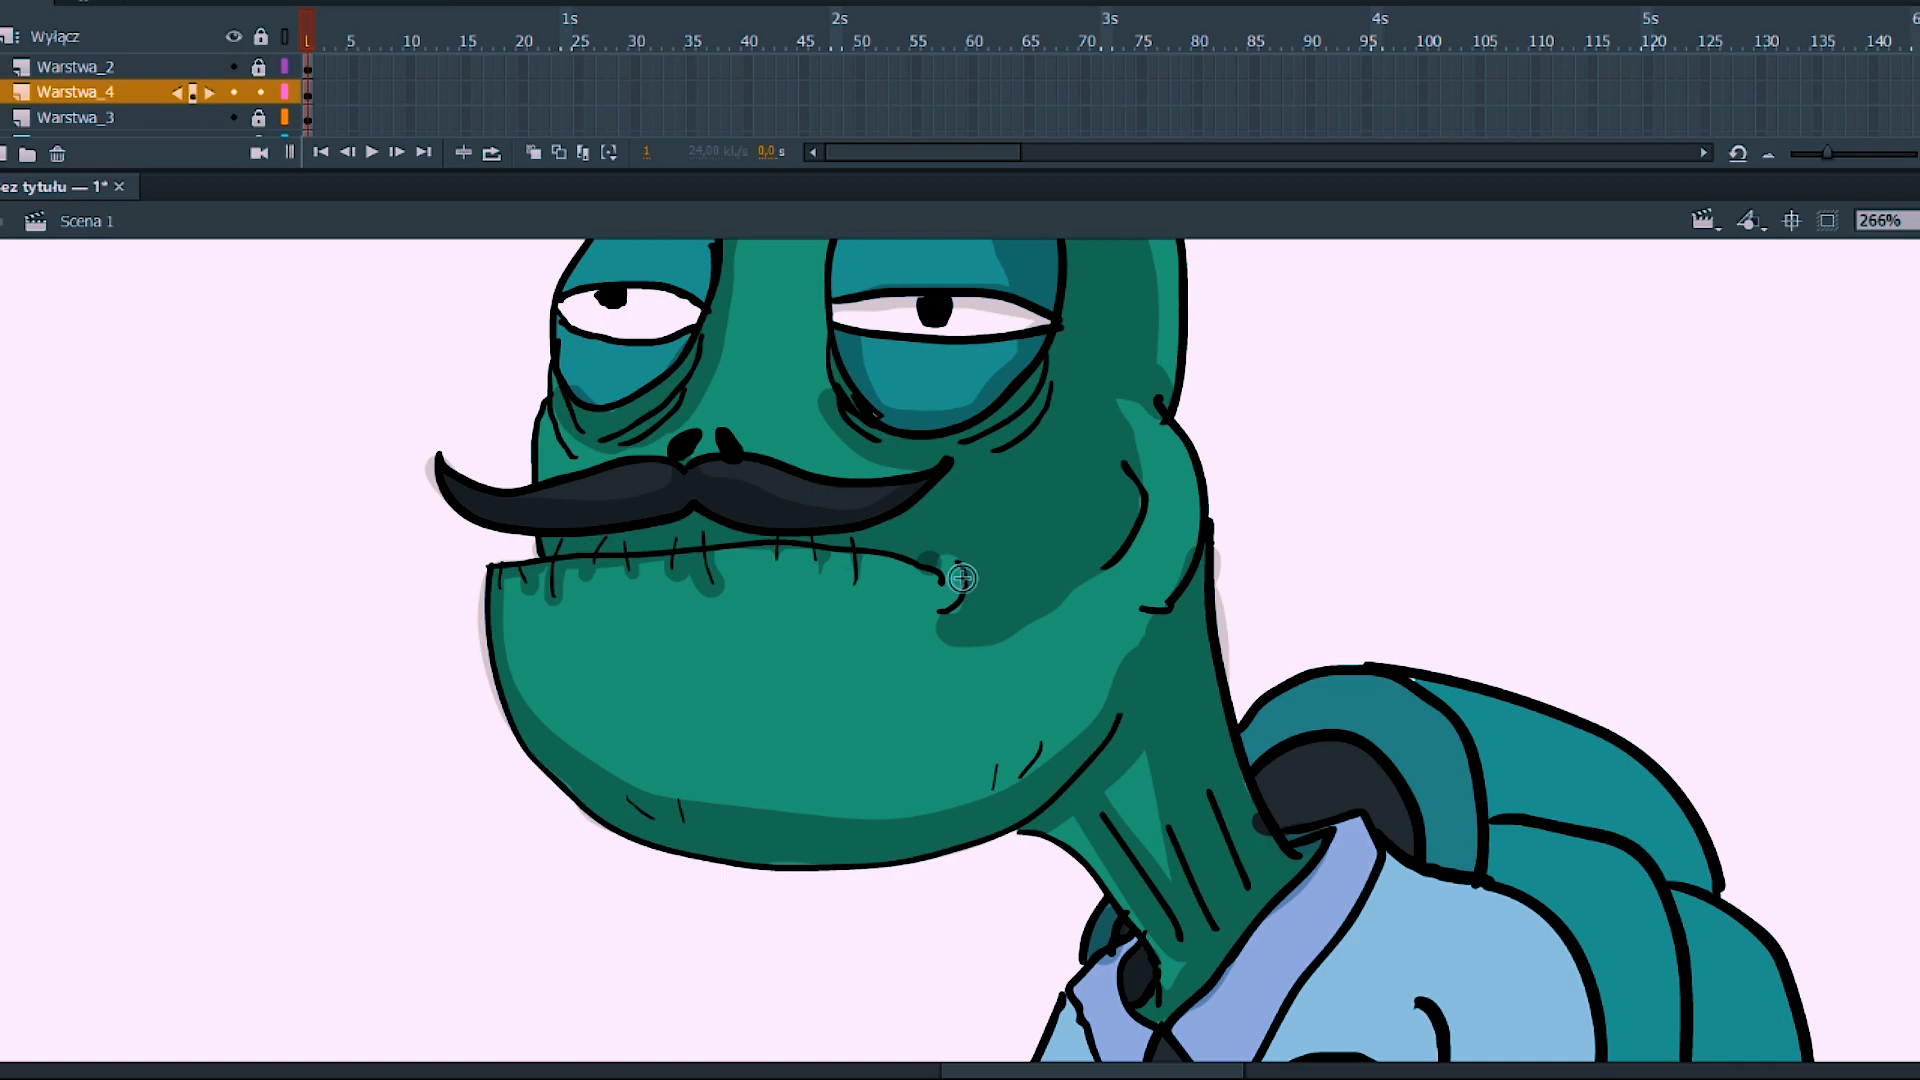 1s 2s 3s 4s 5s
Wyłącz 5 10 15 20 25 30 35 40 45 50 55 60 65 70 75 80 85 90 95 100 105 110 115 120 125 130 135 140
Warstwa_2
Warstwa_4
Warstwa_3
1 24,00 kl./s 0,0 s
ez tytułu — 1* ×
Scena 1 266%